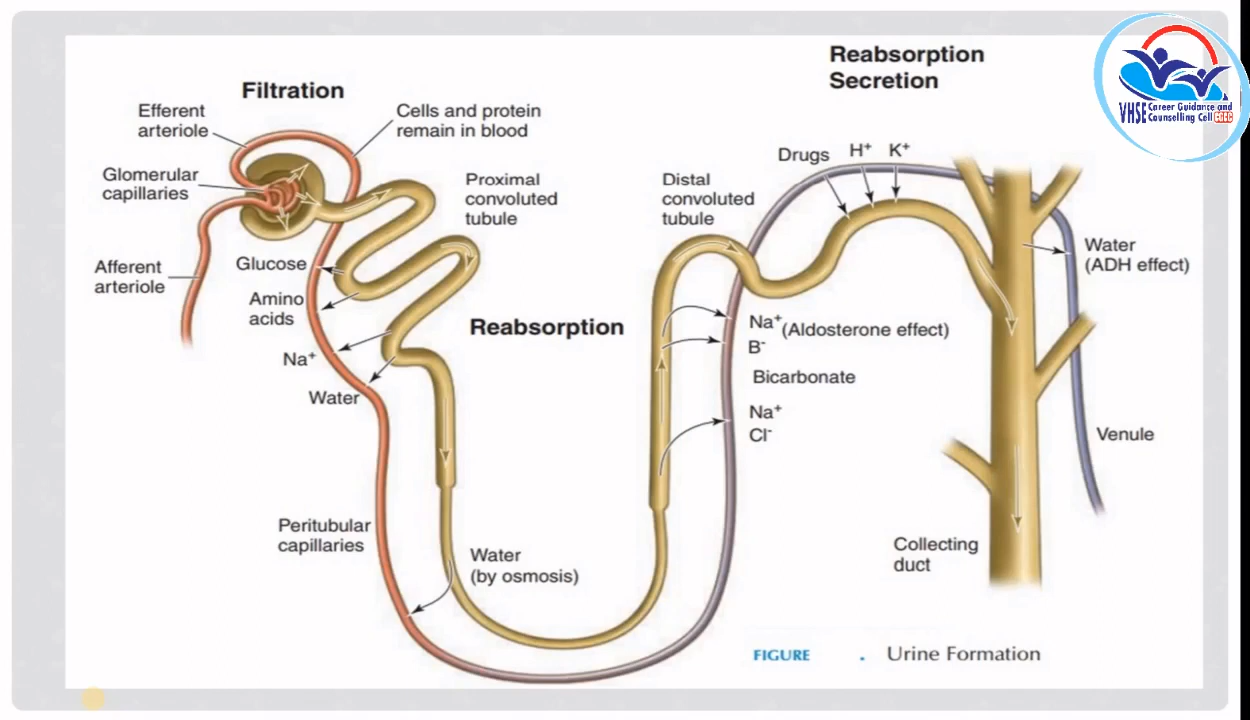 Reabsorption
Secretion
VHSE Career Guidance and
Counselling Cell CGCC
Filtration
Efferent
arteriole
Cells and protein
remain in blood
Glomerular
capillaries
Proximal
convoluted
tubule
Distal
convoluted
tubule
Drugs H⁺ K⁺
Afferent
arteriole
Glucose
Amino
acids
Na⁺
Water
Reabsorption
Na⁺ (Aldosterone effect)
B⁻
Bicarbonate
Na⁺
Cl⁻
Water
(ADH effect)
Venule
Peritubular
capillaries
Water
(by osmosis)
Collecting
duct
FIGURE . Urine Formation